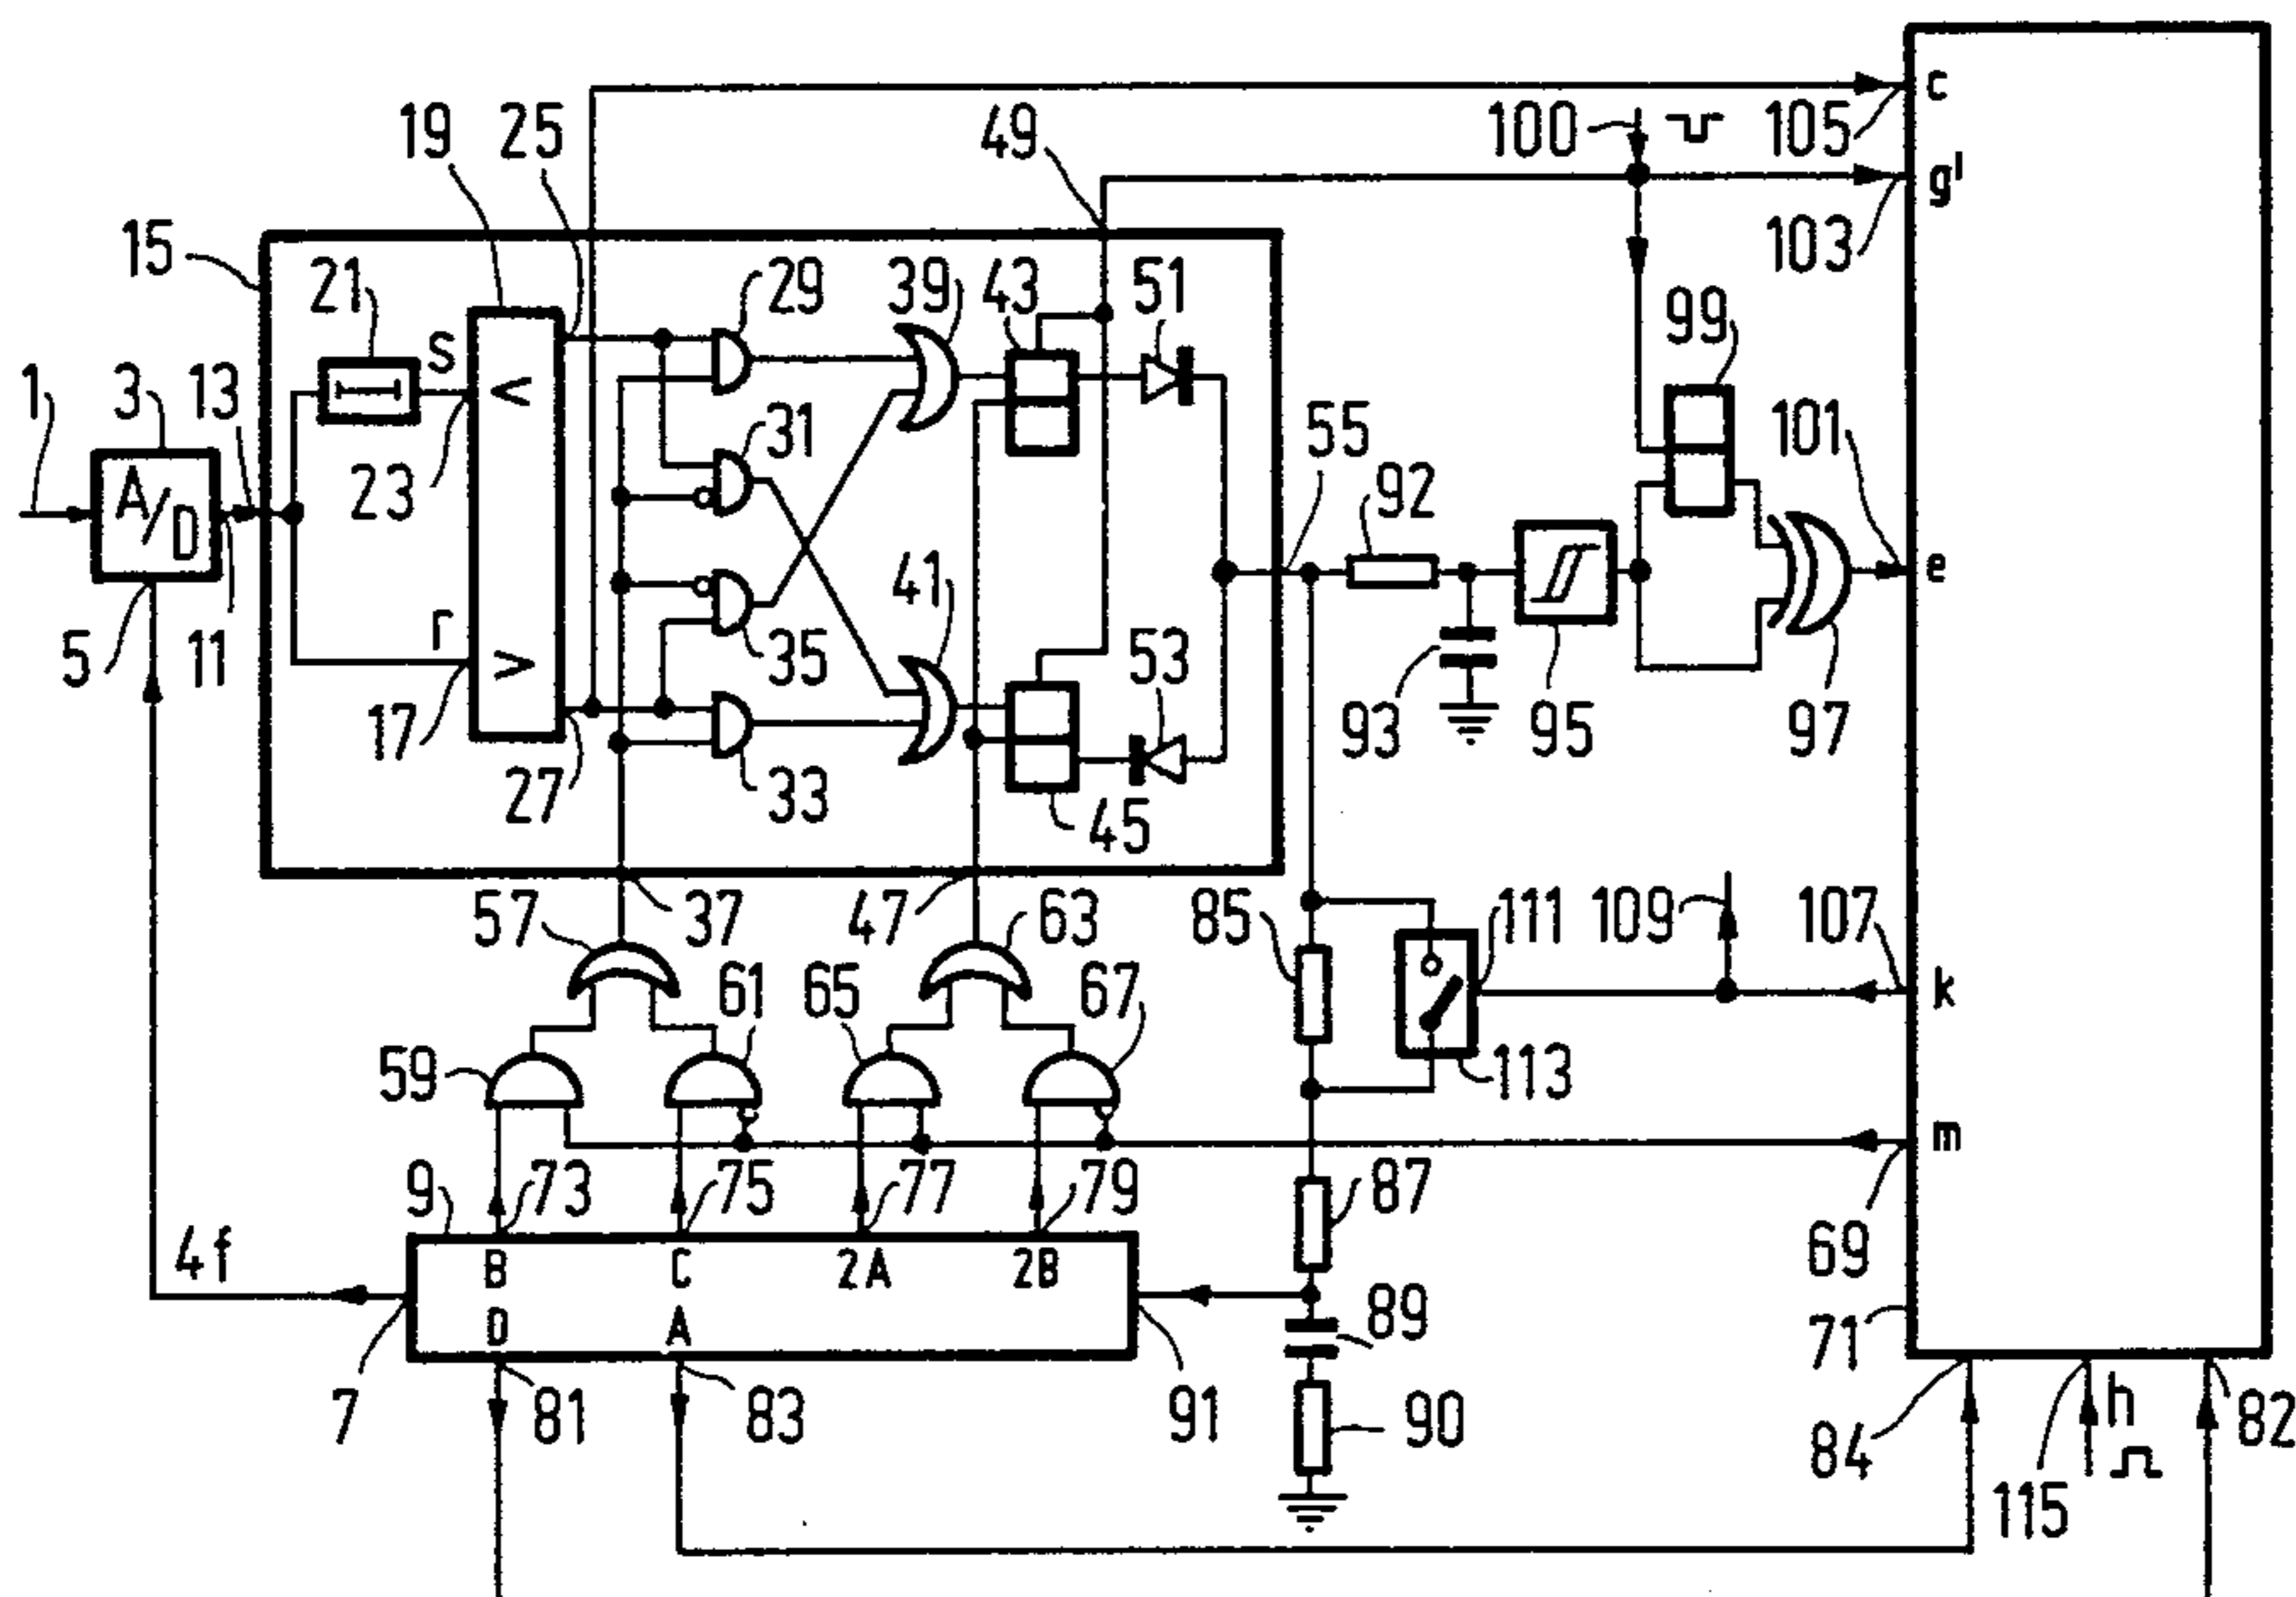 c
19 25 49 100 105
g'
15 21 29 39 43 51 103
S 99
1 3 13 < 31 55 101
A/D 23 92
e
5 11 r 35 41 53
17 > 93 95 97
27 33 45
57 37 47 63 85 111 109 107
61 65 67 k
59 113
m
9 73 75 77 79 87 69
4f B C 2A 2B 89 71
D A
7 81 83 91 90 84 h 82
115